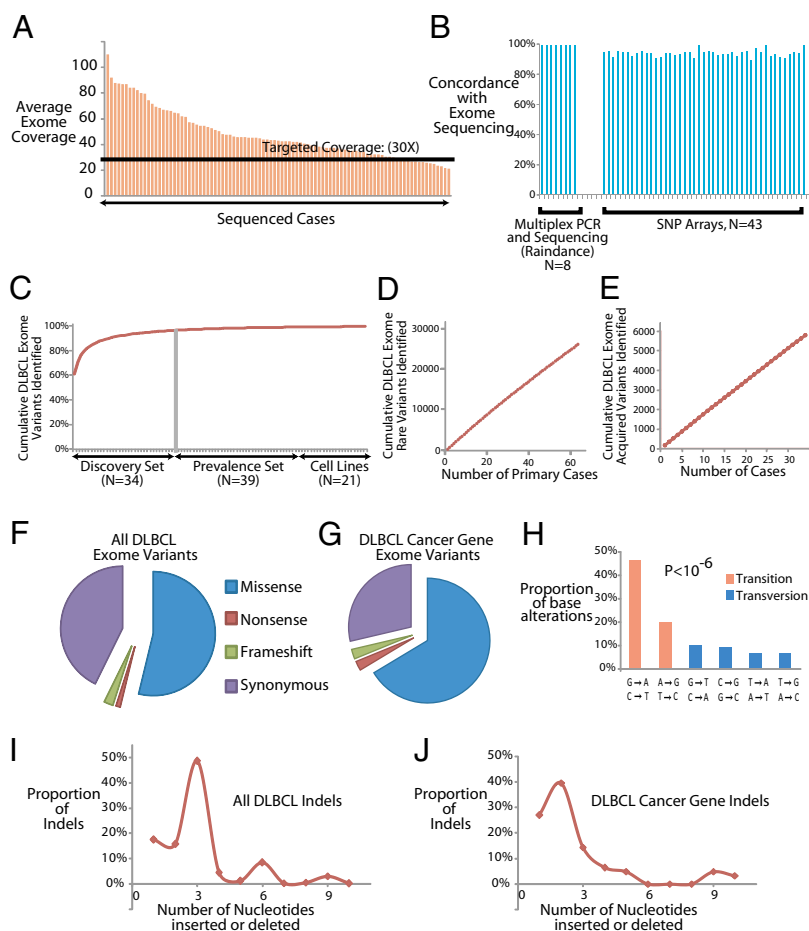 A
100
80
60
40
20
0
Average
Exome
Coverage
Targeted Coverage: (30X)
Sequenced Cases
B
100%
80%
60%
40%
20%
0%
Concordance
with
Exome
Sequencing
Multiplex PCR
and Sequencing
(Raindance)
N=8
SNP Arrays, N=43
C
Cumulative DLBCL Exome
Variants Identified
100%
80%
60%
40%
20%
0%
Discovery Set
(N=34)
Prevalence Set
(N=39)
Cell Lines
(N=21)
D
Cumulative DLBCL Exome
Rare Variants Identified
30000
20000
10000
0
0 20 40 60
Number of Primary Cases
E
Cumulative DLBCL Exome
Acquired Variants Identified
6000
5000
4000
3000
2000
1000
0
0 5 10 15 20 25 30
Number of Cases
F
All DLBCL
Exome Variants
Missense
Nonsense
Frameshift
Synonymous
G
DLBCL Cancer Gene
Exome Variants
H
Proportion
of base
alterations
50%
40%
30%
20%
10%
0%
P<10-6
Transition
Transversion
G→A A→G G→T C→G T→A T→G
C→T T→C C→A G→C A→T A→C
I
Proportion
of
Indels
50%
40%
30%
20%
10%
0%
All DLBCL Indels
0 3 6 9
Number of Nucleotides
inserted or deleted
J
Proportion
of
Indels
50%
40%
30%
20%
10%
0%
DLBCL Cancer Gene Indels
0 3 6 9
Number of Nucleotides
inserted or deleted